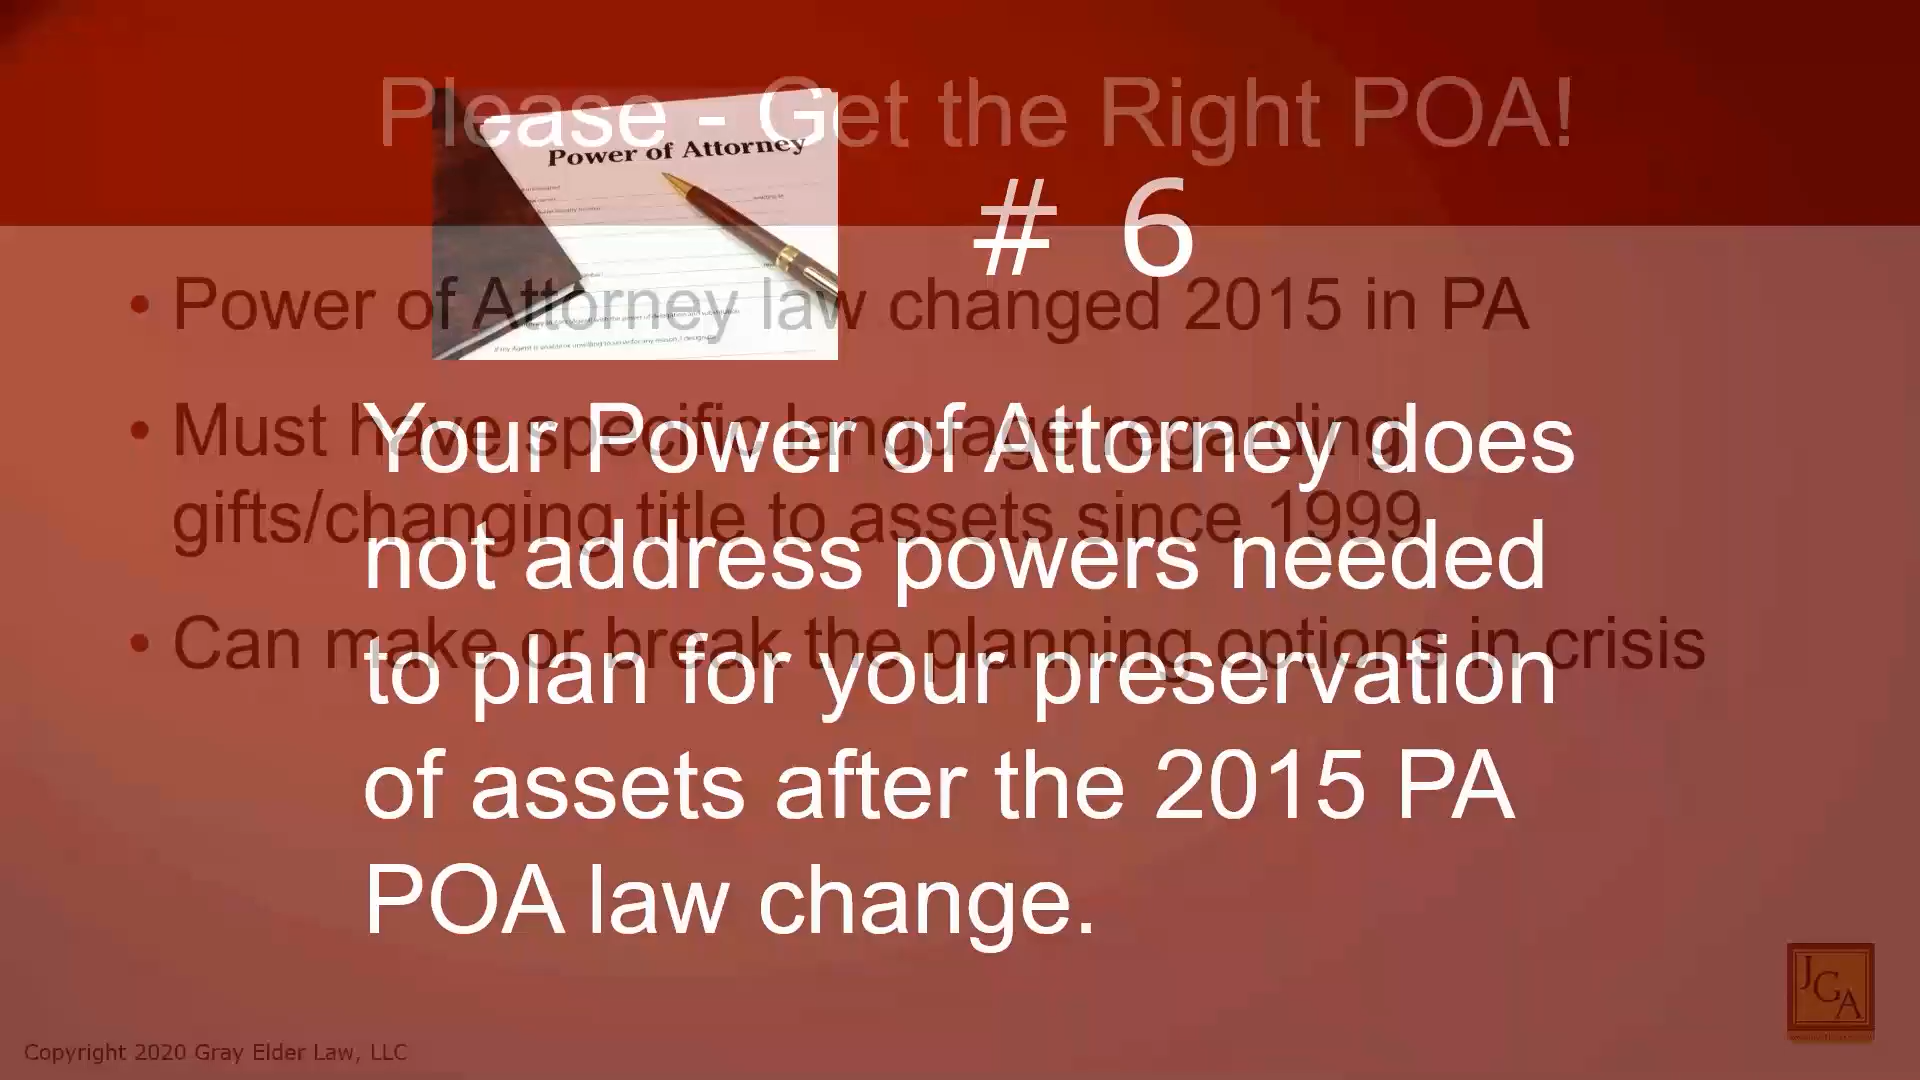 Please - Get the Right POA!
Power of Attorney
# 6
• Power of Attorney law changed 2015 in PA
• Must have specific language regarding
gifts/changing title to assets since 1999
• Can make or break the planning options in crisis
Your Power of Attorney does
not address powers needed
to plan for your preservation
of assets after the 2015 PA
POA law change.
JGA
Copyright 2020 Gray Elder Law, LLC